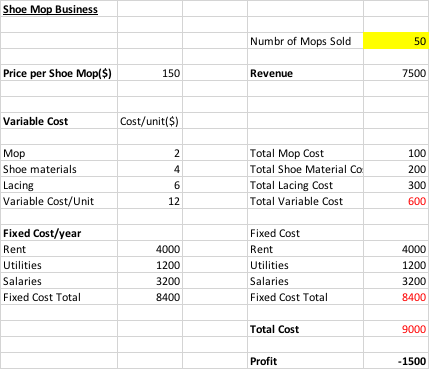 Shoe Mop Business
Numbr of Mops Sold 50
Price per Shoe Mop($) 150 Revenue 7500
Variable Cost Cost/unit($)
Mop 2 Total Mop Cost 100
Shoe materials 4 Total Shoe Material Co 200
Lacing 6 Total Lacing Cost 300
Variable Cost/Unit 12 Total Variable Cost 600
Fixed Cost/year Fixed Cost
Rent 4000 Rent 4000
Utilities 1200 Utilities 1200
Salaries 3200 Salaries 3200
Fixed Cost Total 8400 Fixed Cost Total 8400
Total Cost 9000
Profit -1500